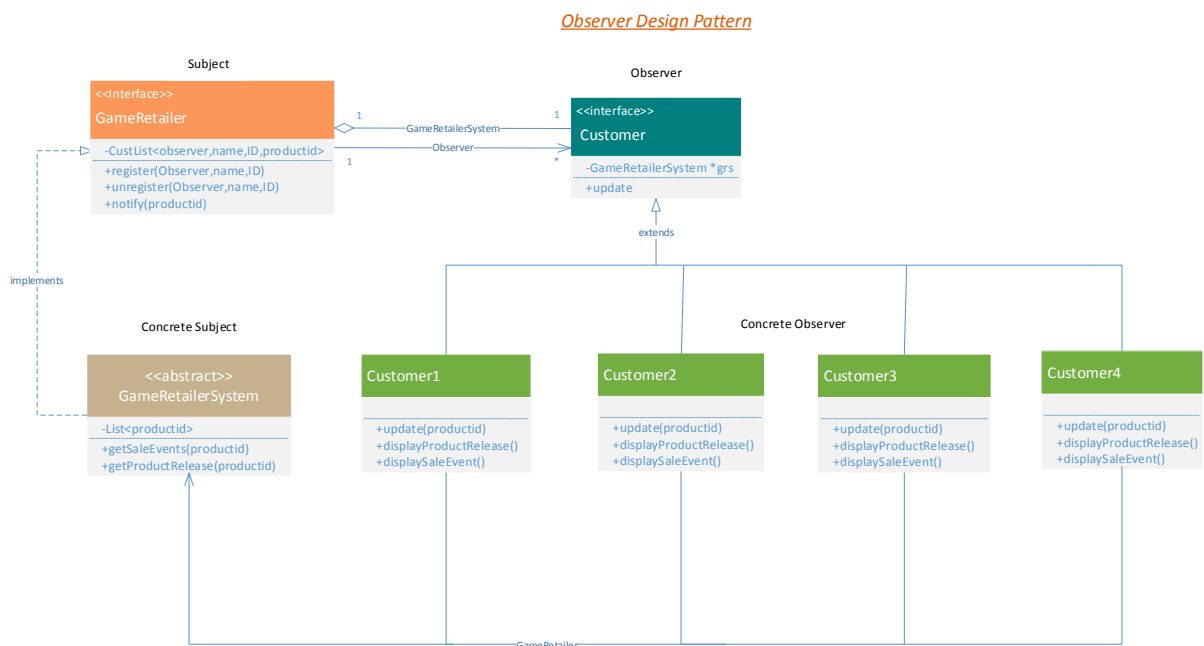 Observer Design Pattern
Subject
Observer
<<Interface>>
GameRetailer
-CustList<observer,name,ID,productid>
+register(Observer,name,ID)
+unregister(Observer,name,ID)
+notify(productid)
1
1
GameRetailerSystem
Observer
1
*
<<interface>>
Customer
-GameRetailerSystem *grs
+update
extends
implements
Concrete Subject
Concrete Observer
<<abstract>>
GameRetailerSystem
-List<productid>
+getSaleEvents(productid)
+getProductRelease(productid)
Customer1
+update(productid)
+displayProductRelease()
+displaySaleEvent()
Customer2
+update(productid)
+displayProductRelease()
+displaySaleEvent()
Customer3
+update(productid)
+displayProductRelease()
+displaySaleEvent()
Customer4
+update(productid)
+displayProductRelease()
+displaySaleEvent()
GameRetailer